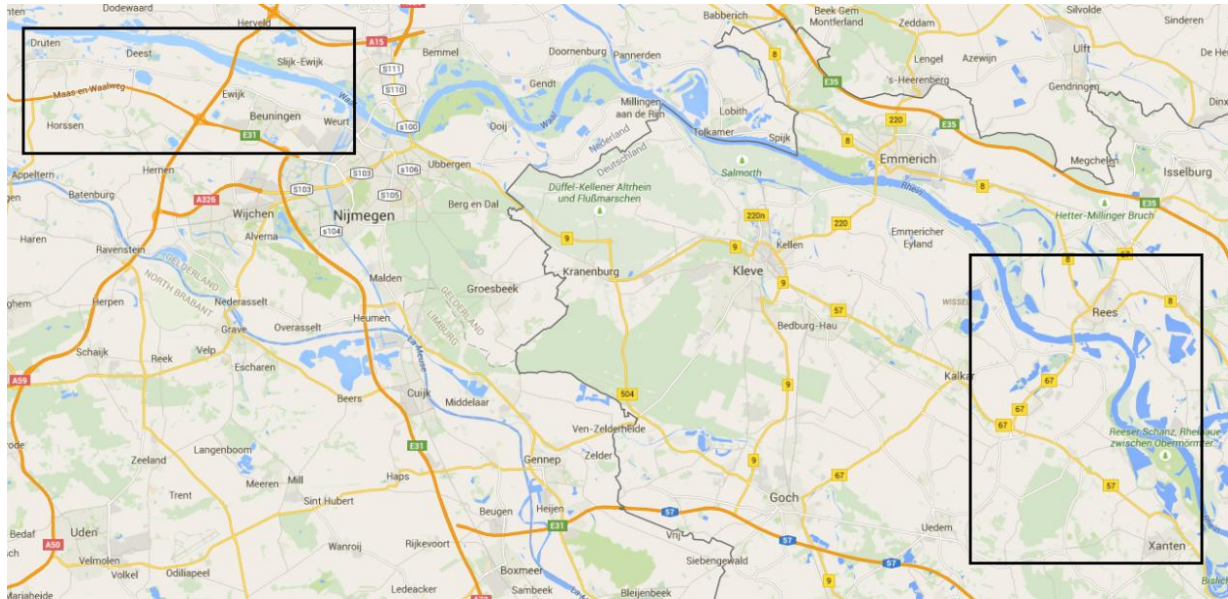 Dodewaard
Herveld
A15
Bemmel
Doornenburg
Pannerden
Babberich
Beek Gem
Montferland
Zeddam
Silvolde
Sinderen
Druten
Deest
Slijk-Ewijk
S111
S110
Gendt
8
Lengel
Azewijn
Ulft
's-Heerenberg
E35
Gendringen
Maas en Waalweg
Ewijk
Beuningen
Weurt
Waal
s100
Ooij
Waal
Millingen
aan de Rijn
Lobith
Tolkamer
Spijk
8
220
E35
Horssen
E31
Nederland
Deutschland
Emmerich
Megchelen
Isselburg
Appeltern
Hernen
Ubbergen
s106
S103
S103
S105
Salmorth
Rhein
8
Batenburg
A326
Wijchen
Nijmegen
Berg en Dal
Düffel-Kellener Altrhein
und Flußmarschen
220n
220
E35
Hetter-Millinger Bruch
Haren
Alverna
s104
9
9
Kellen
Emmericher
Eyland
Ravenstein
GELDERLAND
NORTH BRABANT
Malden
Kranenburg
Kleve
8
67
Groesbeek
9
Herpen
Nederasselt
GELDERLAND
LIMBURG
57
WISSEL
Rees
8
Grave
Overasselt
Heumen
Bedburg-Hau
Schaijk
Reek
Velp
Escharen
La Meuse
A59
Beers
Cuijk
Middelaar
504
9
Kalkar
67
67
67
Ven-Zelderheide
Reeser Schanz, Rheinaue
zwischen Obermörmter...
Langenboom
E31
Zeeland
Meeren
Mill
Haps
Gennep
Zelder
9
67
57
Trent
Sint Hubert
Goch
Beugen
Heijen
57
Uden
E31
Uedem
Bedaf
A50
Wanroij
Rijkevoort
Vrij
57
Xanten
Velmolen
Volkel
Odiliapeel
Siebengewald
57
Boxmeer
9
Mariaheide
Ledeacker
Sambeek
Bleijenbeek